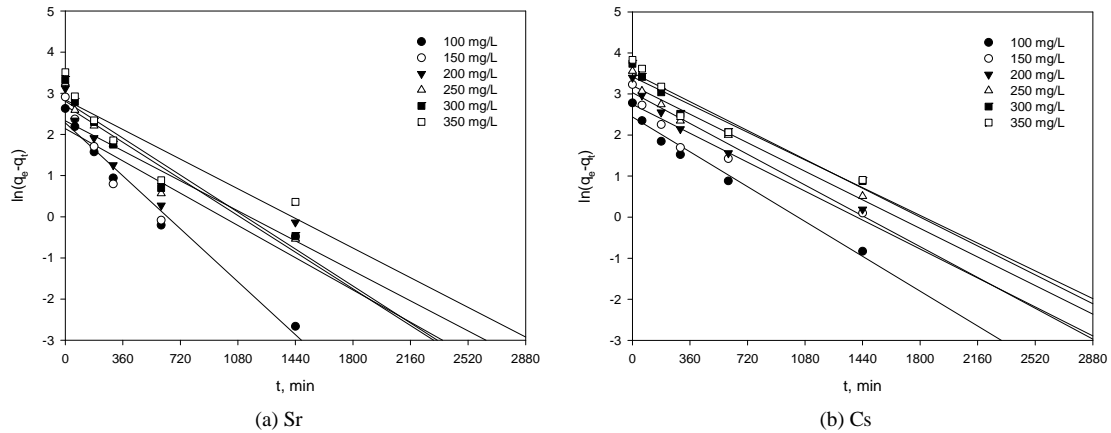 5
4
3
2
1
0
-1
-2
-3
ln(qₑ-qₜ)
0 360 720 1080 1440 1800 2160 2520 2880
t, min
100 mg/L
150 mg/L
200 mg/L
250 mg/L
300 mg/L
350 mg/L
(a) Sr
5
4
3
2
1
0
-1
-2
-3
ln(qₑ-qₜ)
0 360 720 1080 1440 1800 2160 2520 2880
t, min
100 mg/L
150 mg/L
200 mg/L
250 mg/L
300 mg/L
350 mg/L
(b) Cs